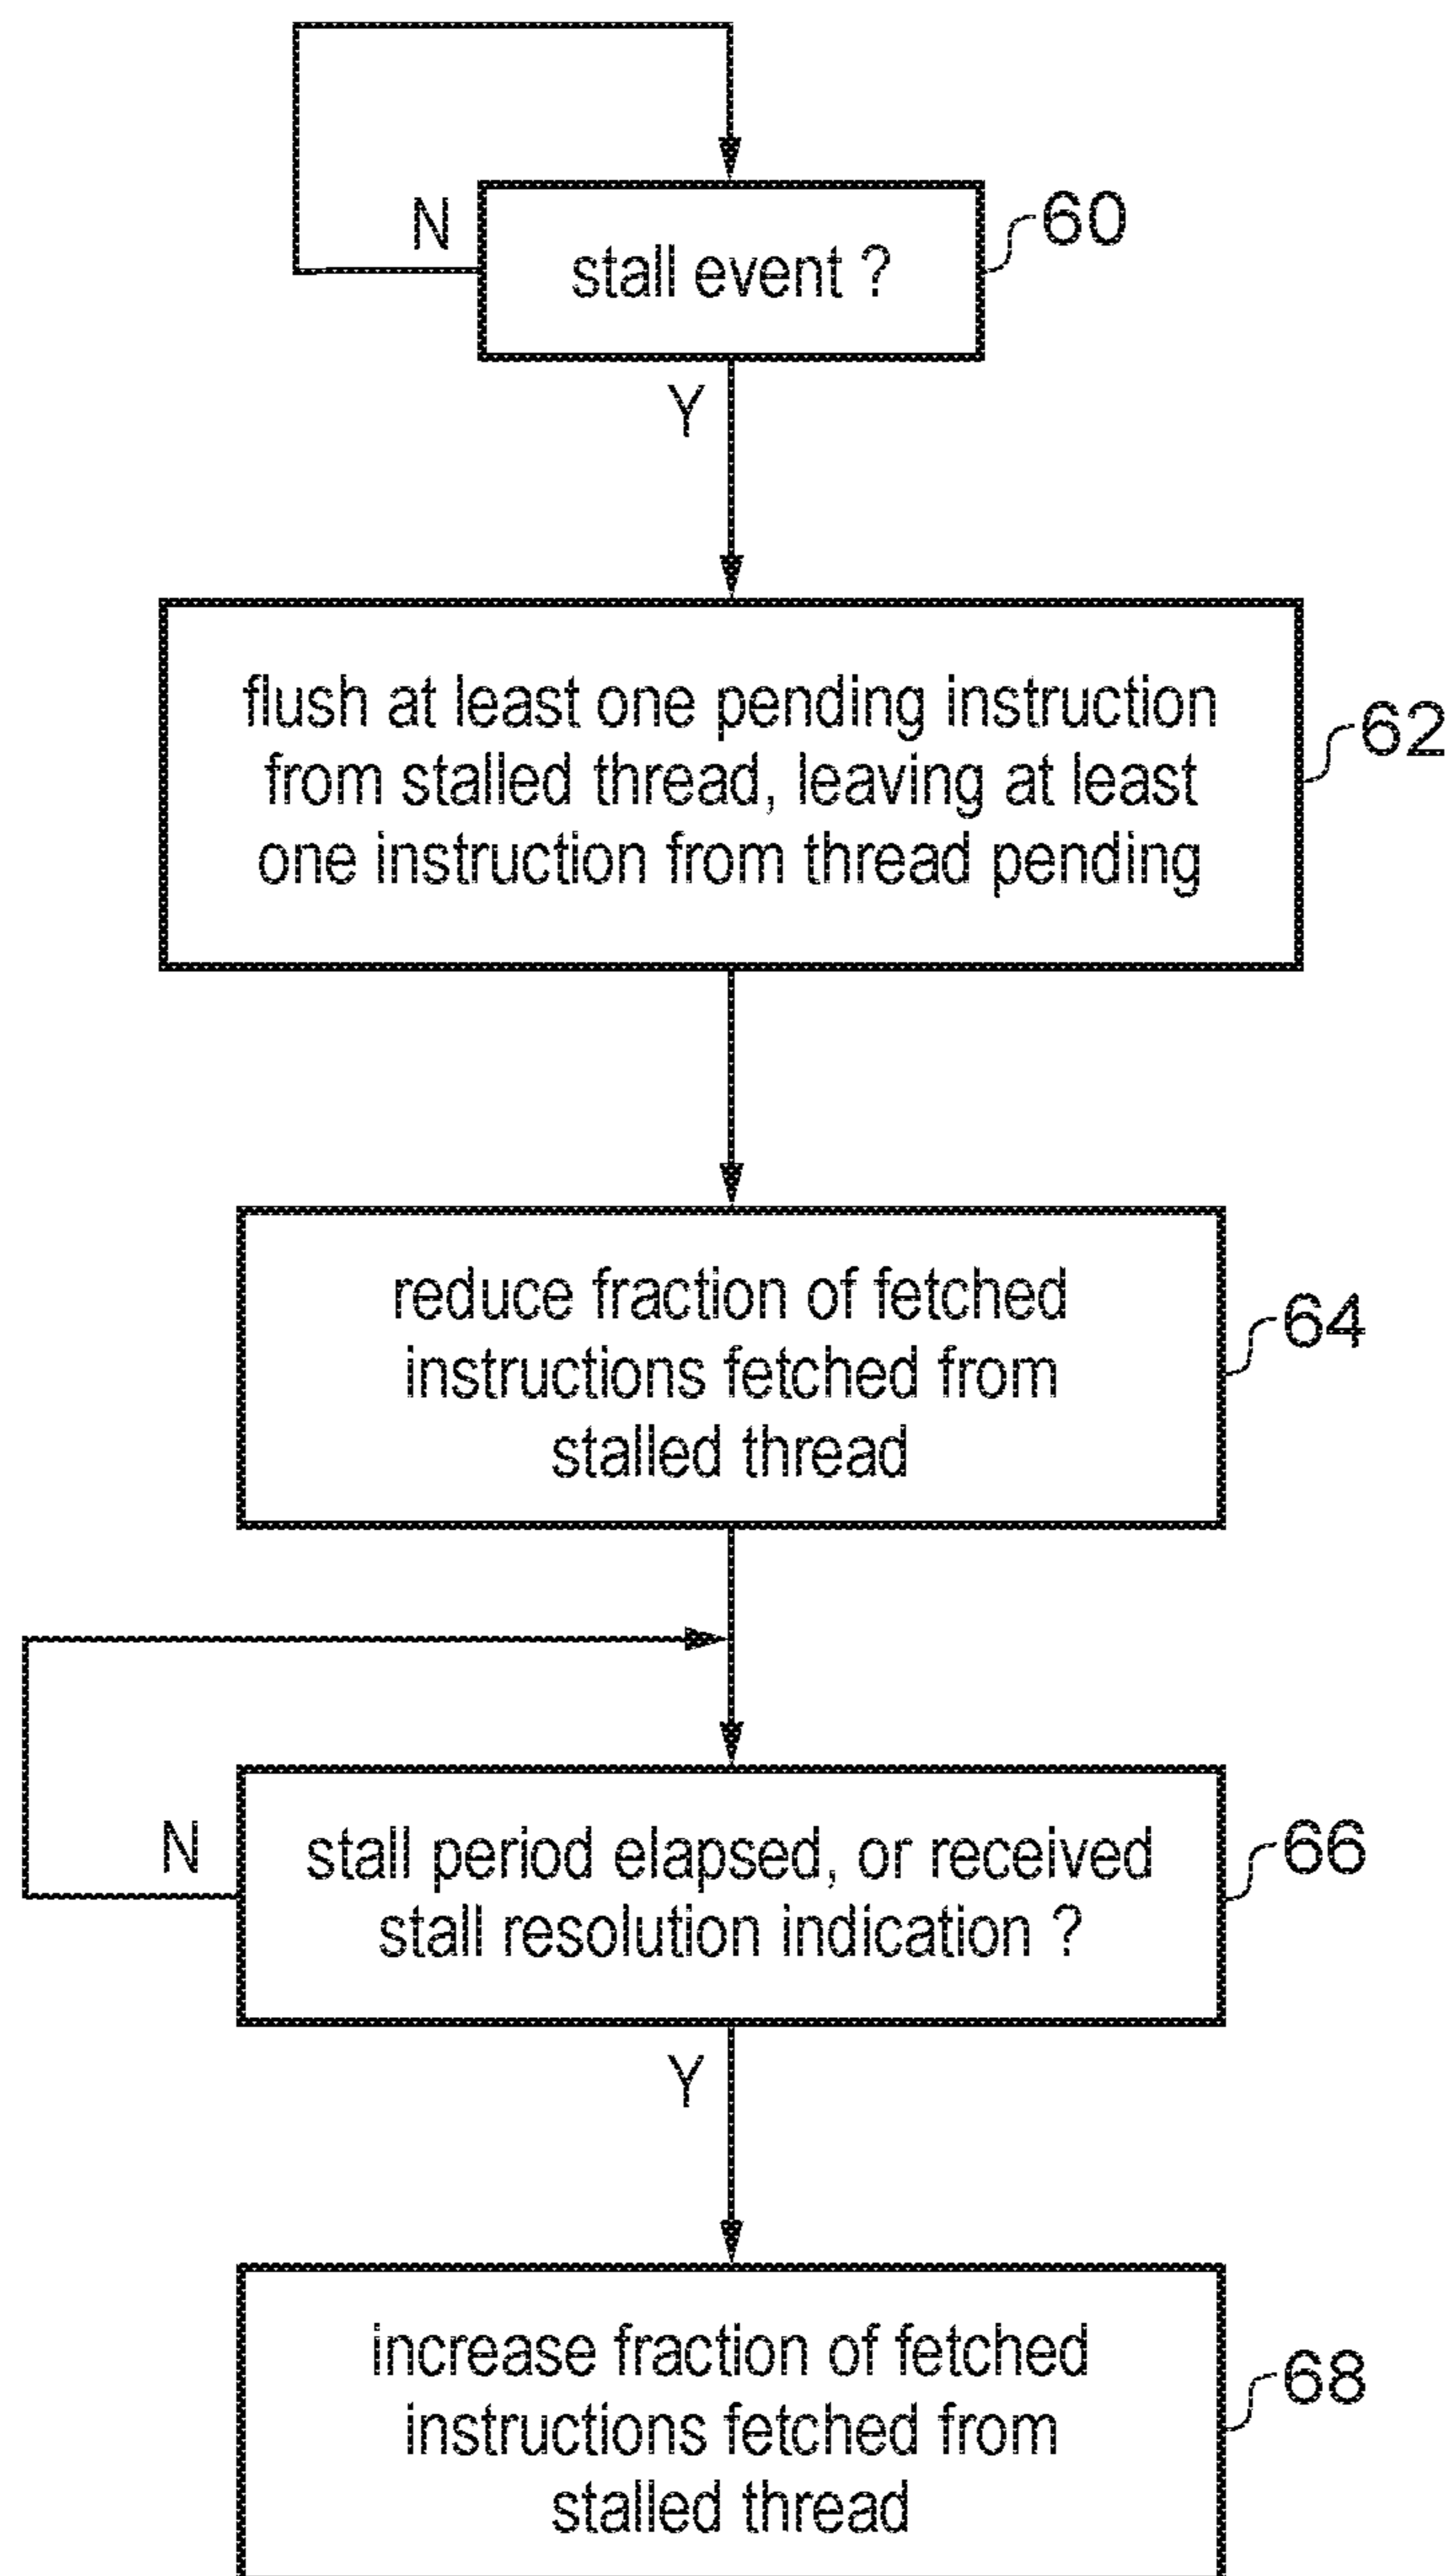 N
stall event ?
60
Y
flush at least one pending instruction
from stalled thread, leaving at least
one instruction from thread pending
62
reduce fraction of fetched
instructions fetched from
stalled thread
64
N
stall period elapsed, or received
stall resolution indication ?
66
Y
increase fraction of fetched
instructions fetched from
stalled thread
68